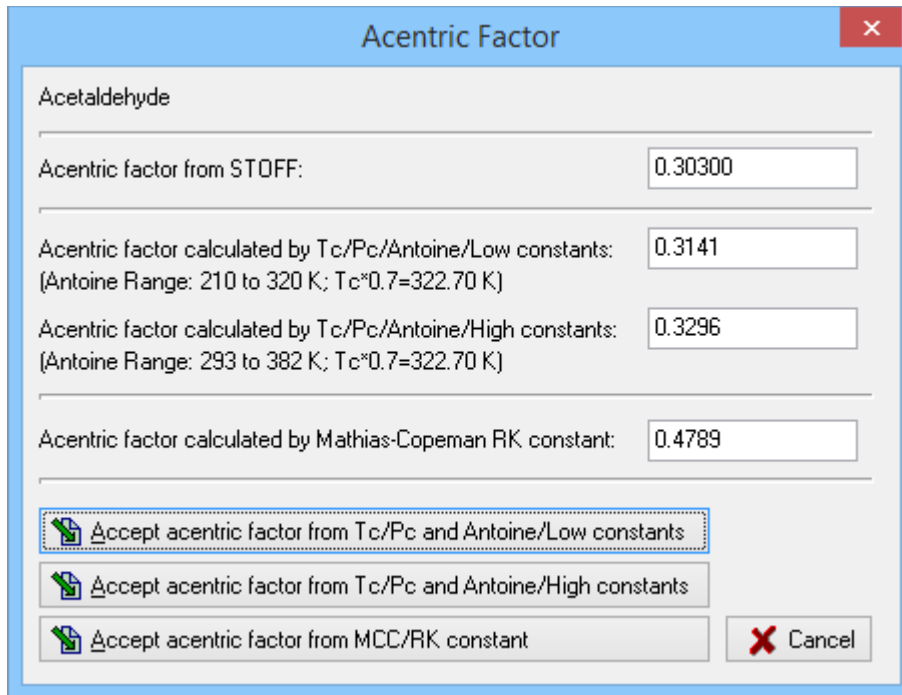 Acentric Factor
Acetaldehyde
Acentric factor from STOFF: 0.30300
Acentric factor calculated by Tc/Pc/Antoine/Low constants: 0.3141
(Antoine Range: 210 to 320 K; Tc*0.7=322.70 K)
Acentric factor calculated by Tc/Pc/Antoine/High constants: 0.3296
(Antoine Range: 293 to 382 K; Tc*0.7=322.70 K)
Acentric factor calculated by Mathias-Copeman RK constant: 0.4789
Accept acentric factor from Tc/Pc and Antoine/Low constants
Accept acentric factor from Tc/Pc and Antoine/High constants
Accept acentric factor from MCC/RK constant Cancel